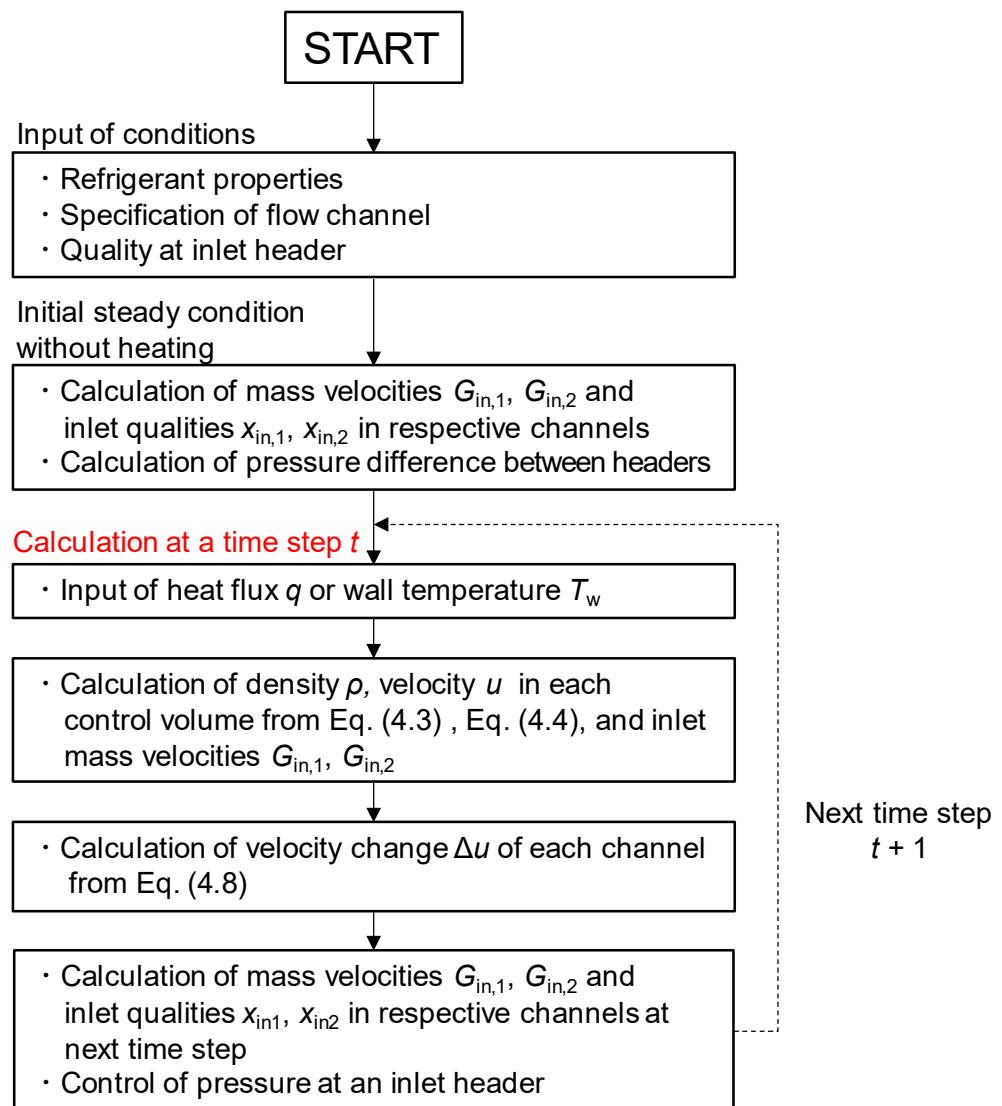 START
Input of conditions
・Refrigerant properties
・Specification of flow channel
・Quality at inlet header
Initial steady condition
without heating
・Calculation of mass velocities Gin,1, Gin,2 and
inlet qualities xin,1, xin,2 in respective channels
・Calculation of pressure difference between headers
Calculation at a time step t
・Input of heat flux q or wall temperature Tw
・Calculation of density ρ, velocity u in each
control volume from Eq. (4.3) , Eq. (4.4), and inlet
mass velocities Gin,1, Gin,2
・Calculation of velocity change Δu of each channel
from Eq. (4.8)
・Calculation of mass velocities Gin,1, Gin,2 and
inlet qualities xin1, xin2 in respective channels at
next time step
・Control of pressure at an inlet header
Next time step
t + 1